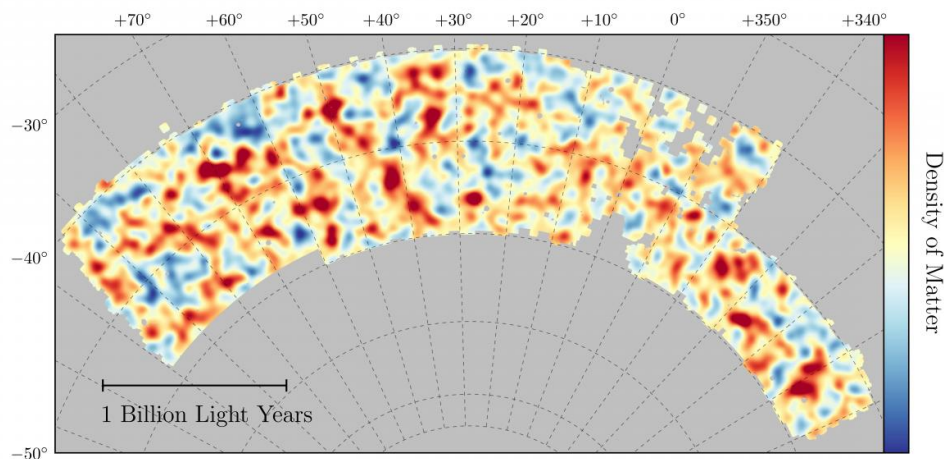 +70° +60° +50° +40° +30° +20° +10° 0° +350° +340°
−30°
−40°
−50°
Density of Matter
1 Billion Light Years